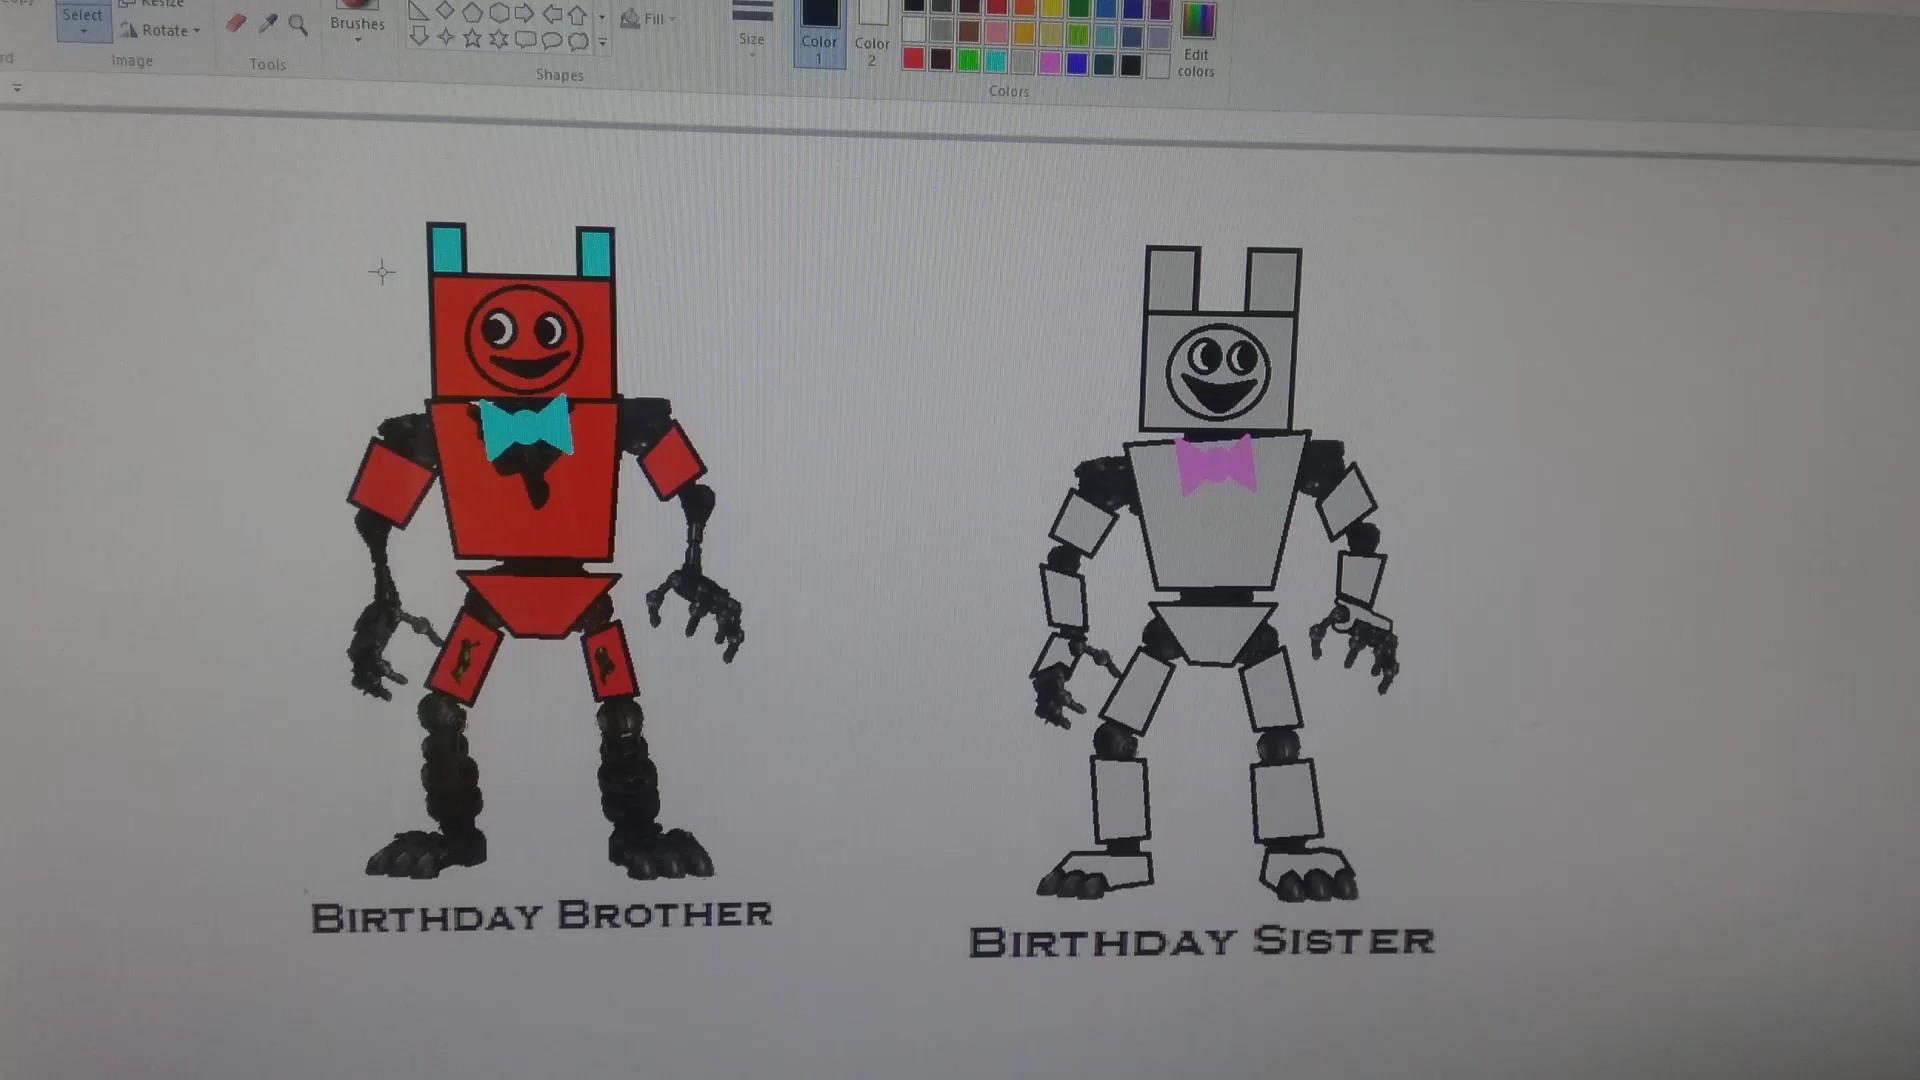 Resize
Select
Rotate
Brushes
Fill
Size
Color
1
Color
2
Edit
colors
Image
Tools
Shapes
Colors
Birthday Brother
Birthday Sister